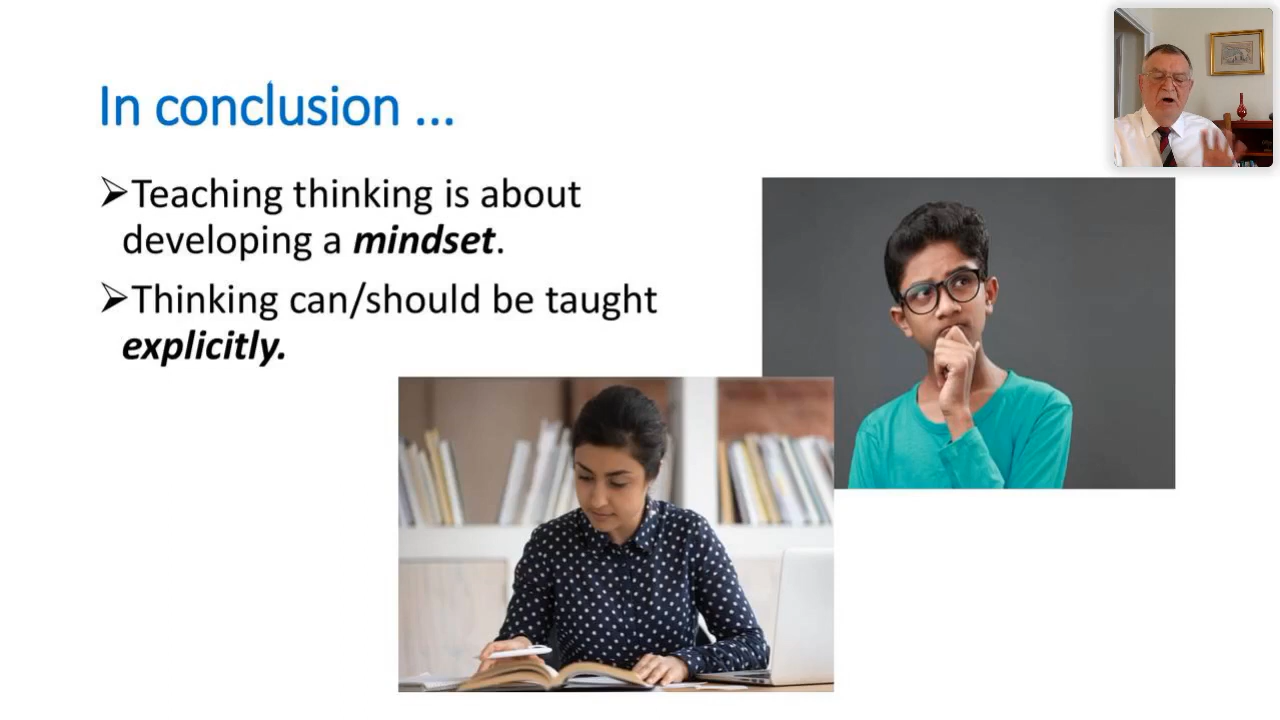 In conclusion ...
➢Teaching thinking is about
developing a mindset.
➢Thinking can/should be taught
explicitly.